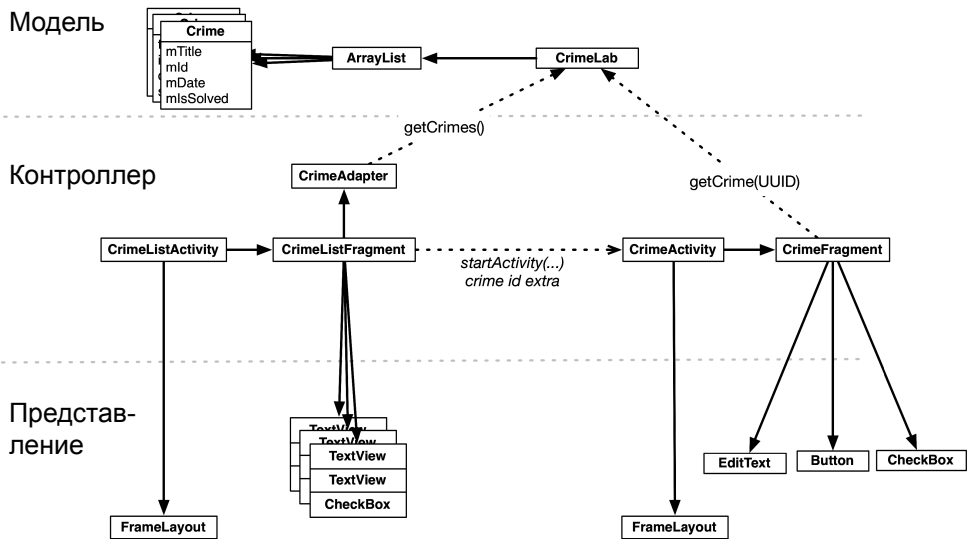 Модель
Crime
mTitle
mId
mDate
mIsSolved
ArrayList
CrimeLab
getCrimes()
Контроллер
CrimeAdapter
getCrime(UUID)
CrimeListActivity
CrimeListFragment
startActivity(...)
crime id extra
CrimeActivity
CrimeFragment
Представ-
ление
TextView
TextView
TextView
TextView
CheckBox
EditText
Button
CheckBox
FrameLayout
FrameLayout